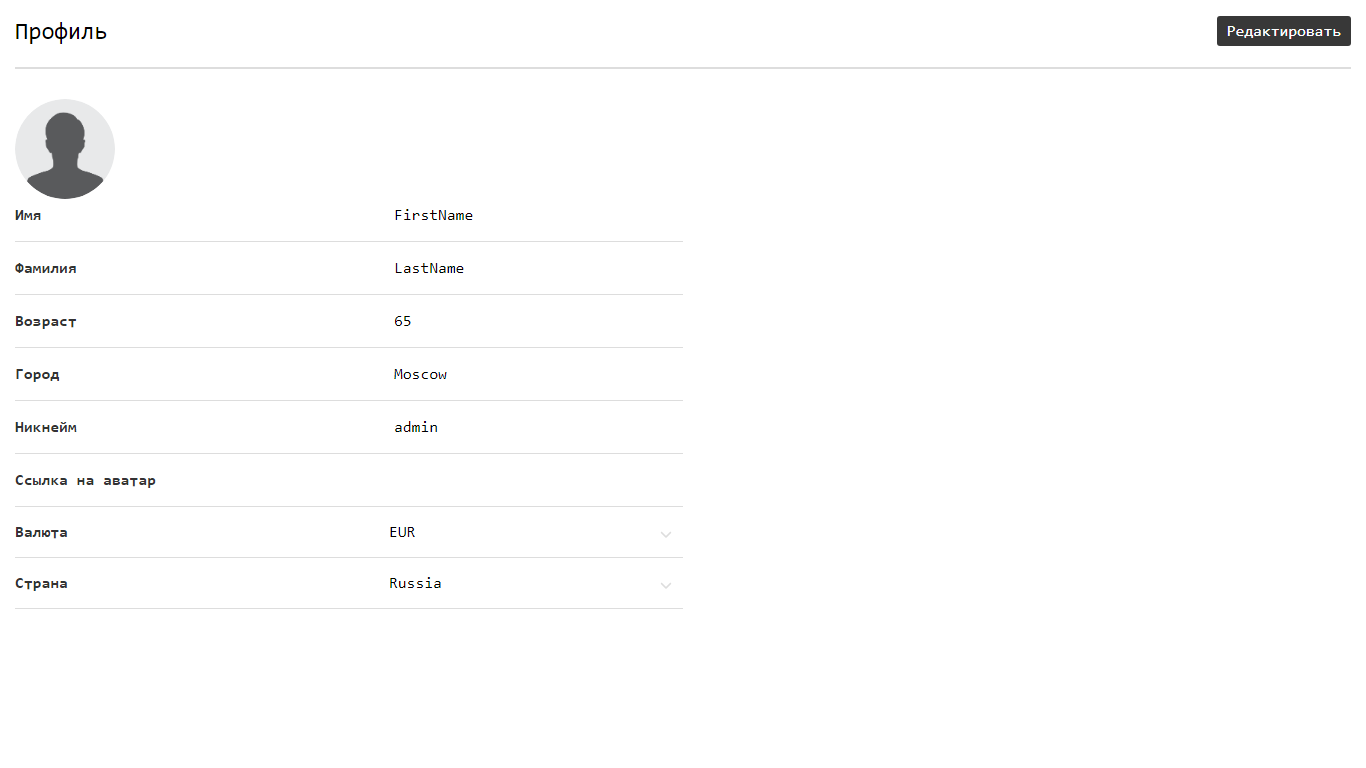 Профиль
Редактировать
Имя FirstName
Фамилия LastName
Возраст 65
Город Moscow
Никнейм admin
Ссылка на аватар
Валюта EUR
Страна Russia